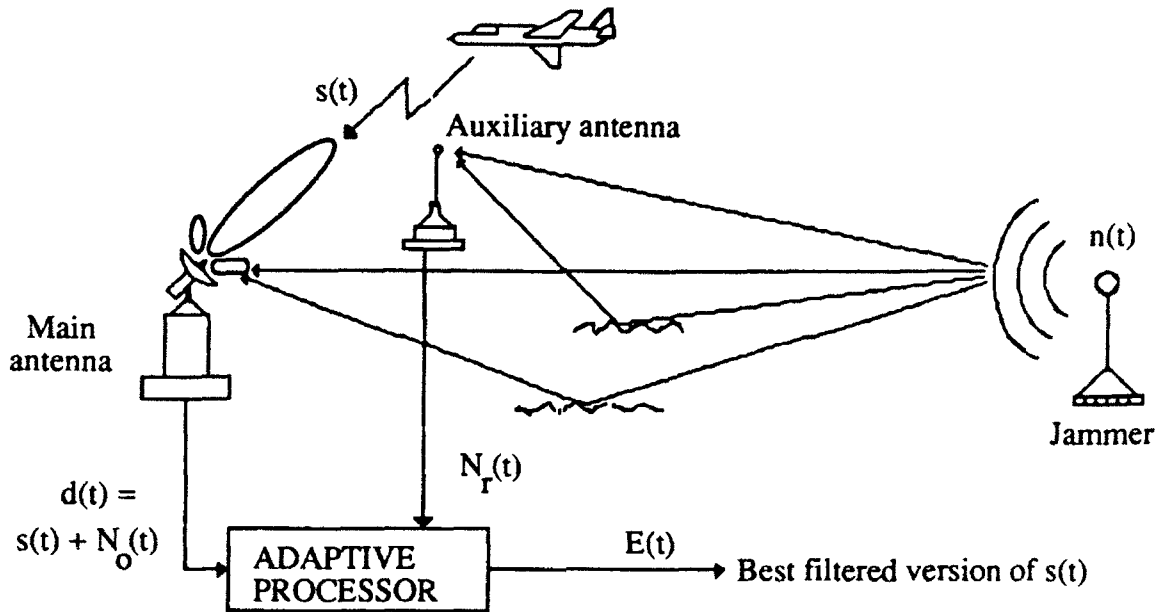 s(t)
Auxiliary antenna
n(t)
Main
antenna
Jammer
N_r(t)
d(t) =
s(t) + N_o(t)
ADAPTIVE
PROCESSOR
E(t)
Best filtered version of s(t)